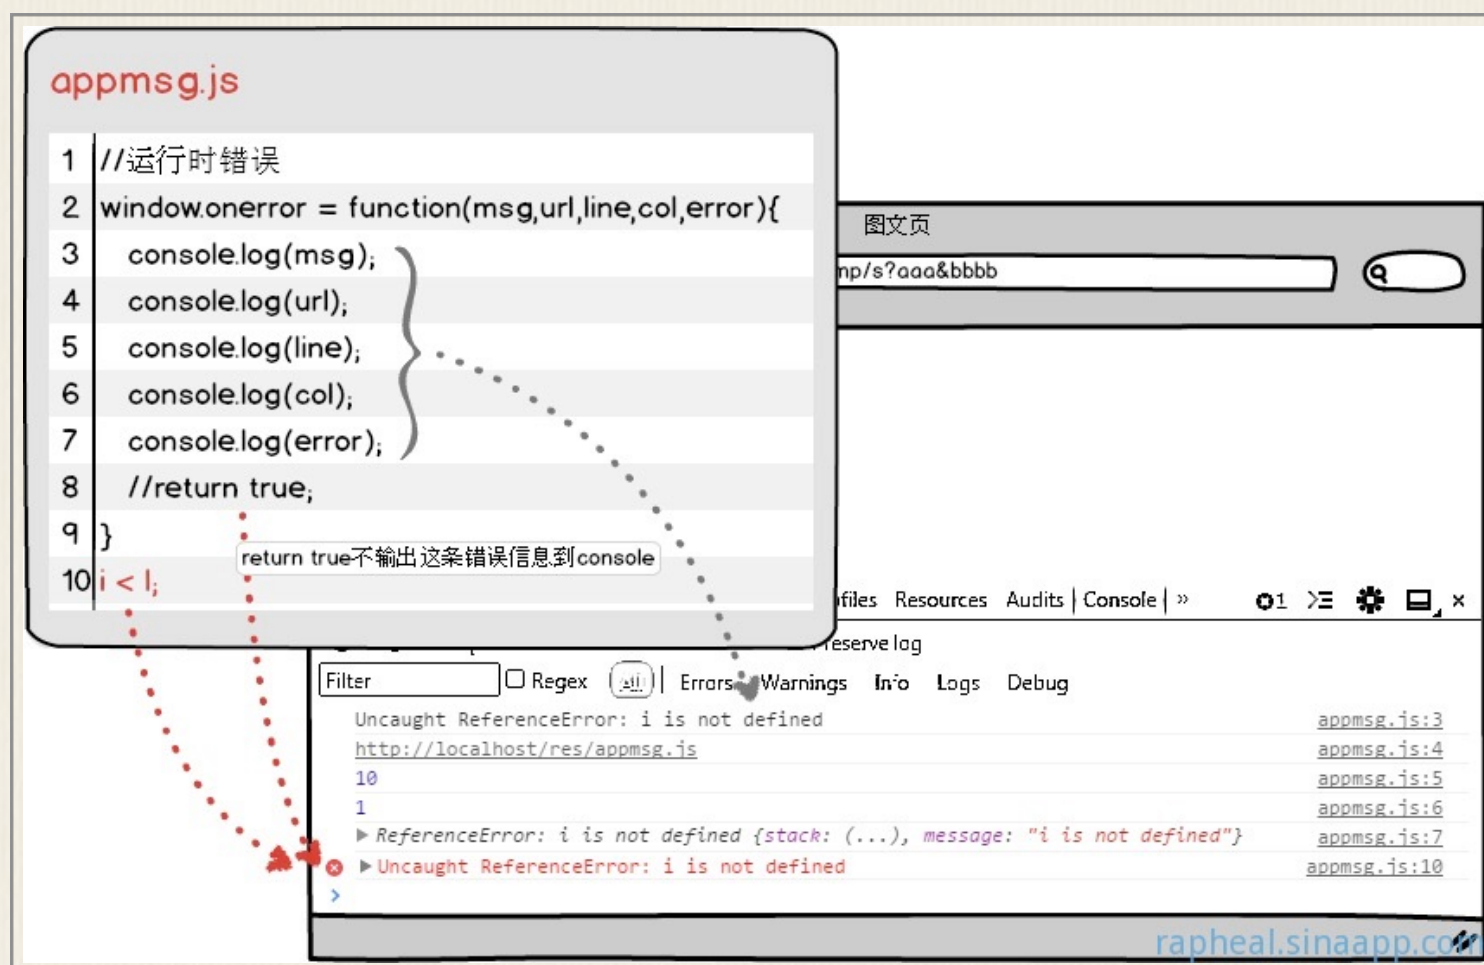 appmsg.js
1 //运行时错误
2 window.onerror = function(msg,url,line,col,error){
3 console.log(msg);
4 console.log(url);
5 console.log(line);
6 console.log(col);
7 console.log(error);
8 //return true;
9 }
return true不输出这条错误信息到console
10 i < l;
图文页
mp/s?aaa&bbbb
files Resources Audits Console » 1 ×
reserve log
Filter Regex All Errors Warnings Info Logs Debug
Uncaught ReferenceError: i is not defined appmsg.js:3
http://localhost/res/appmsg.js appmsg.js:4
10 appmsg.js:5
1 appmsg.js:6
ReferenceError: i is not defined {stack: (...), message: "i is not defined"} appmsg.js:7
Uncaught ReferenceError: i is not defined appmsg.js:10
>
rapheal.sinaapp.com